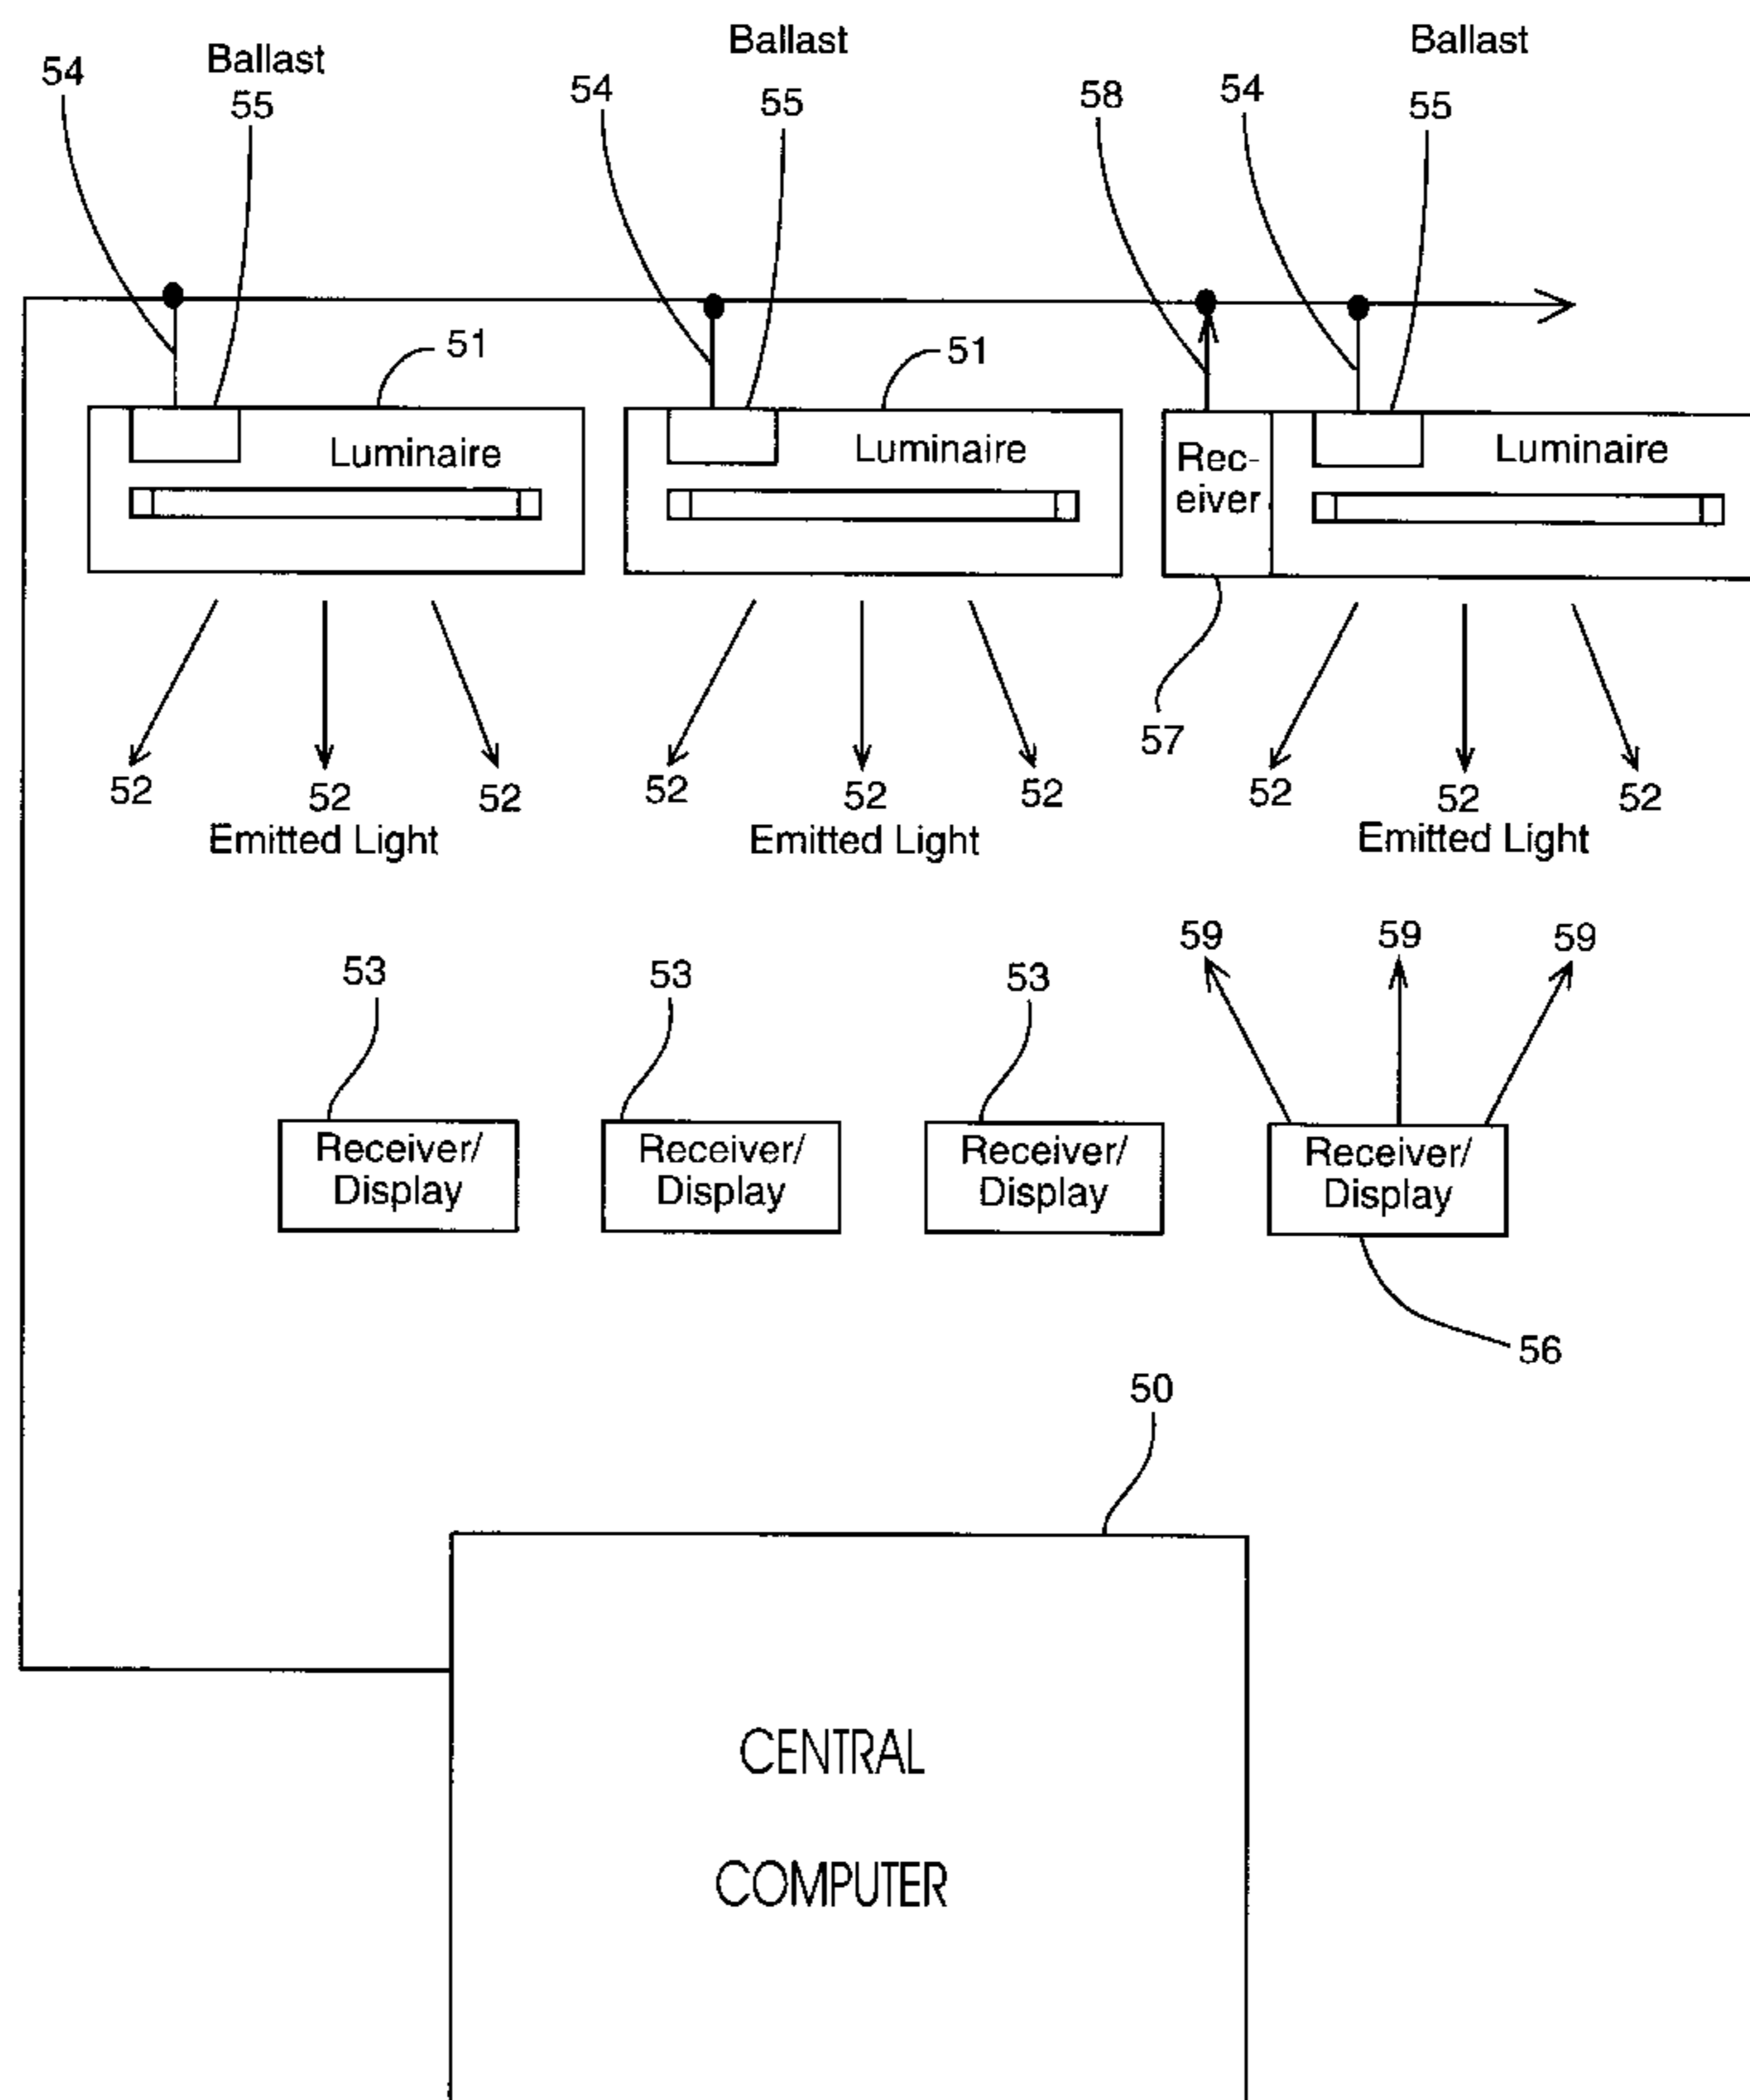 Ballast
Ballast
Ballast
54
55
54
55
58
54
55
51
51
Luminaire
Luminaire
Rec-
eiver
Luminaire
57
52
52
52
52
52
52
52
52
52
Emitted Light
Emitted Light
Emitted Light
59
59
59
53
53
53
Receiver/
Display
Receiver/
Display
Receiver/
Display
Receiver/
Display
56
50
CENTRAL
COMPUTER